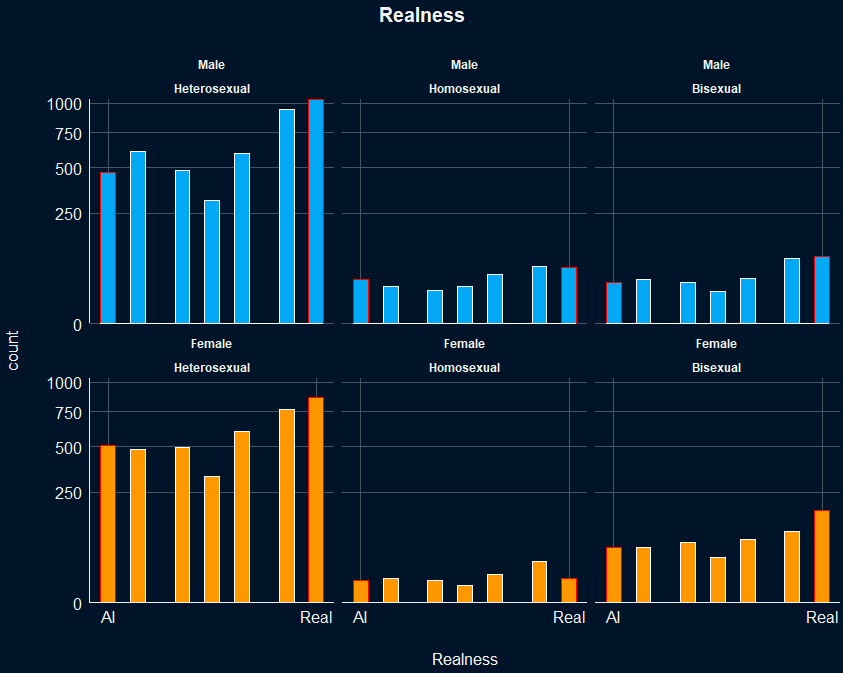 Realness
Male Male Male
Heterosexual Homosexual Bisexual
1000
750
500
250
0
count
Female Female Female
Heterosexual Homosexual Bisexual
1000
750
500
250
0
AI Real AI Real AI Real
Realness